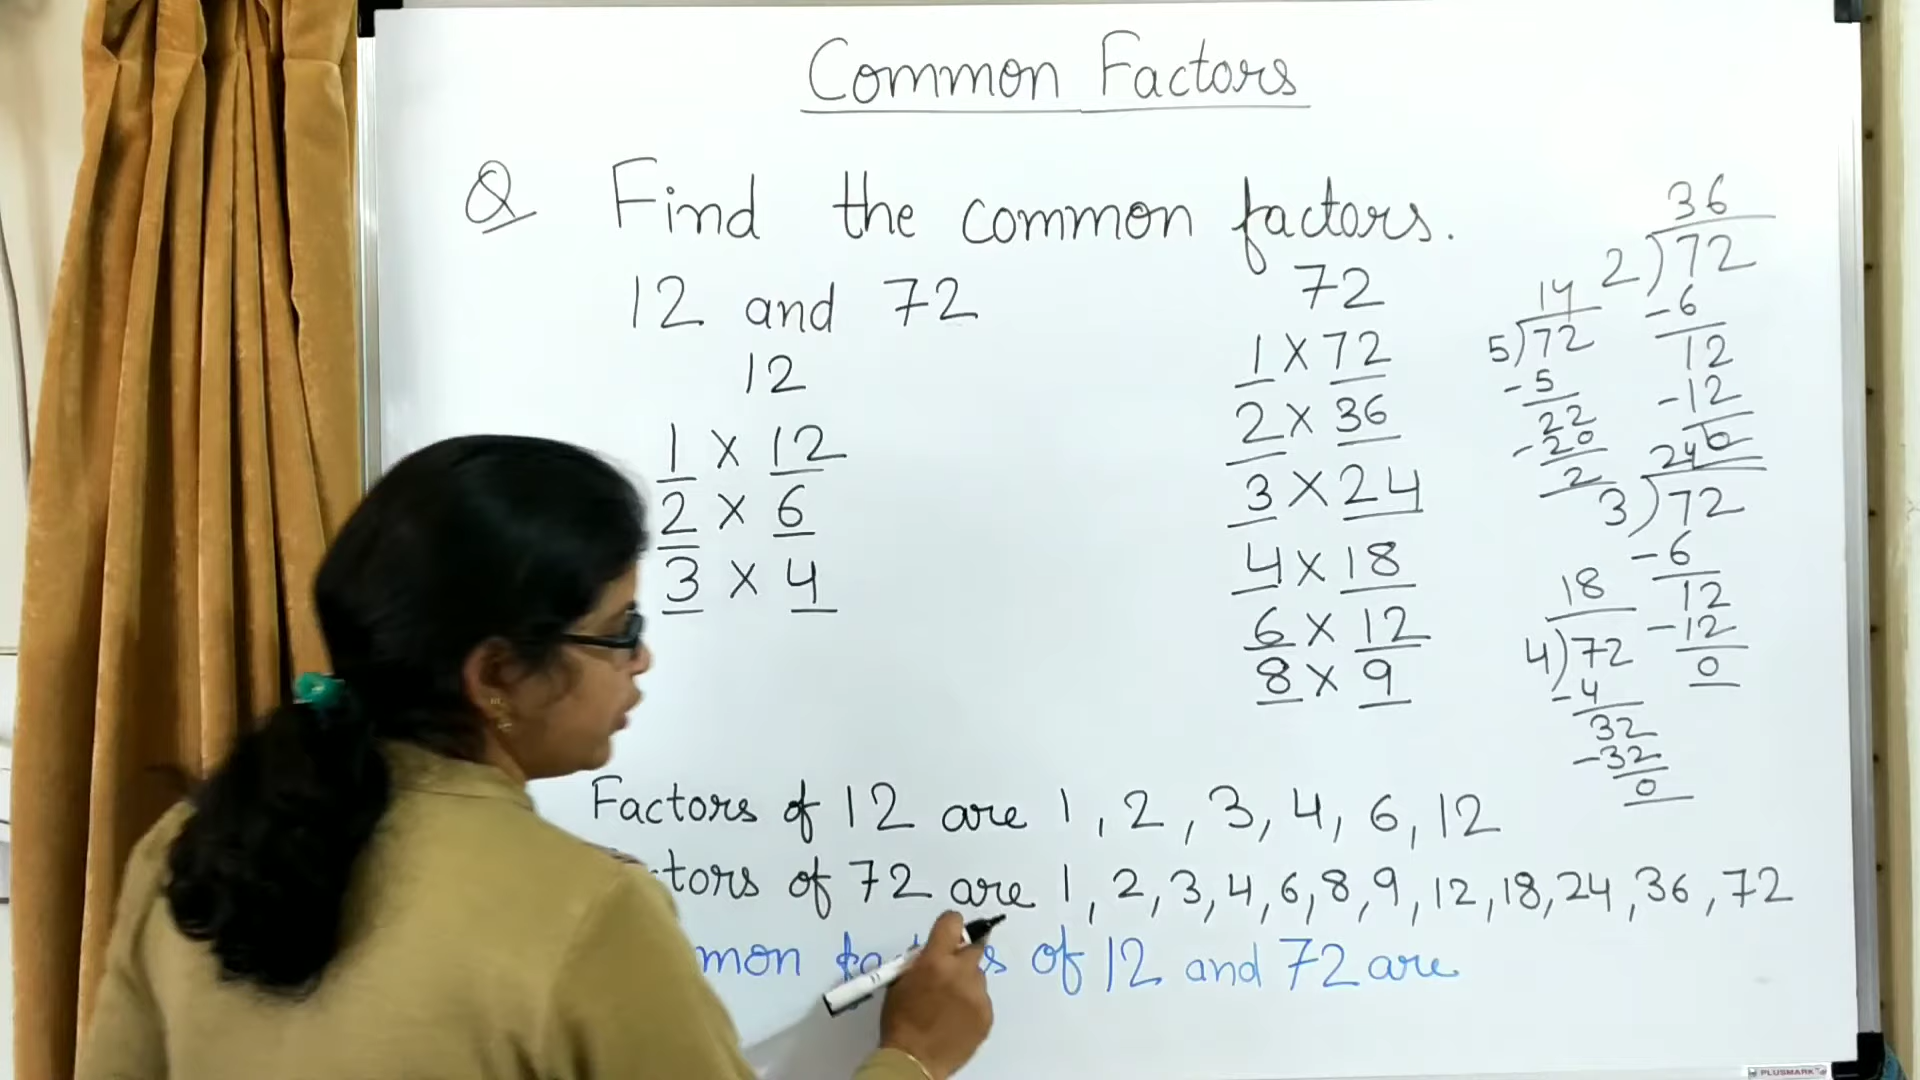 Common Factors
Q Find the common factors.
12 and 72
12
1 X 12
2 X 6
3 X 4
72
1 X 72
2 X 36
3 X 24
4 X 18
6 X 12
8 X 9
14
5)72
-5
22
-20
2
36
2)72
-6
12
-12
0
24
3)72
-6
12
-12
0
18
4)72
-4
32
-32
0
Factors of 12 are 1, 2, 3, 4, 6, 12
tors of 72 are 1, 2, 3, 4, 6, 8, 9, 12, 18, 24, 36, 72
mon of 12 and 72 are
PLUSMARK